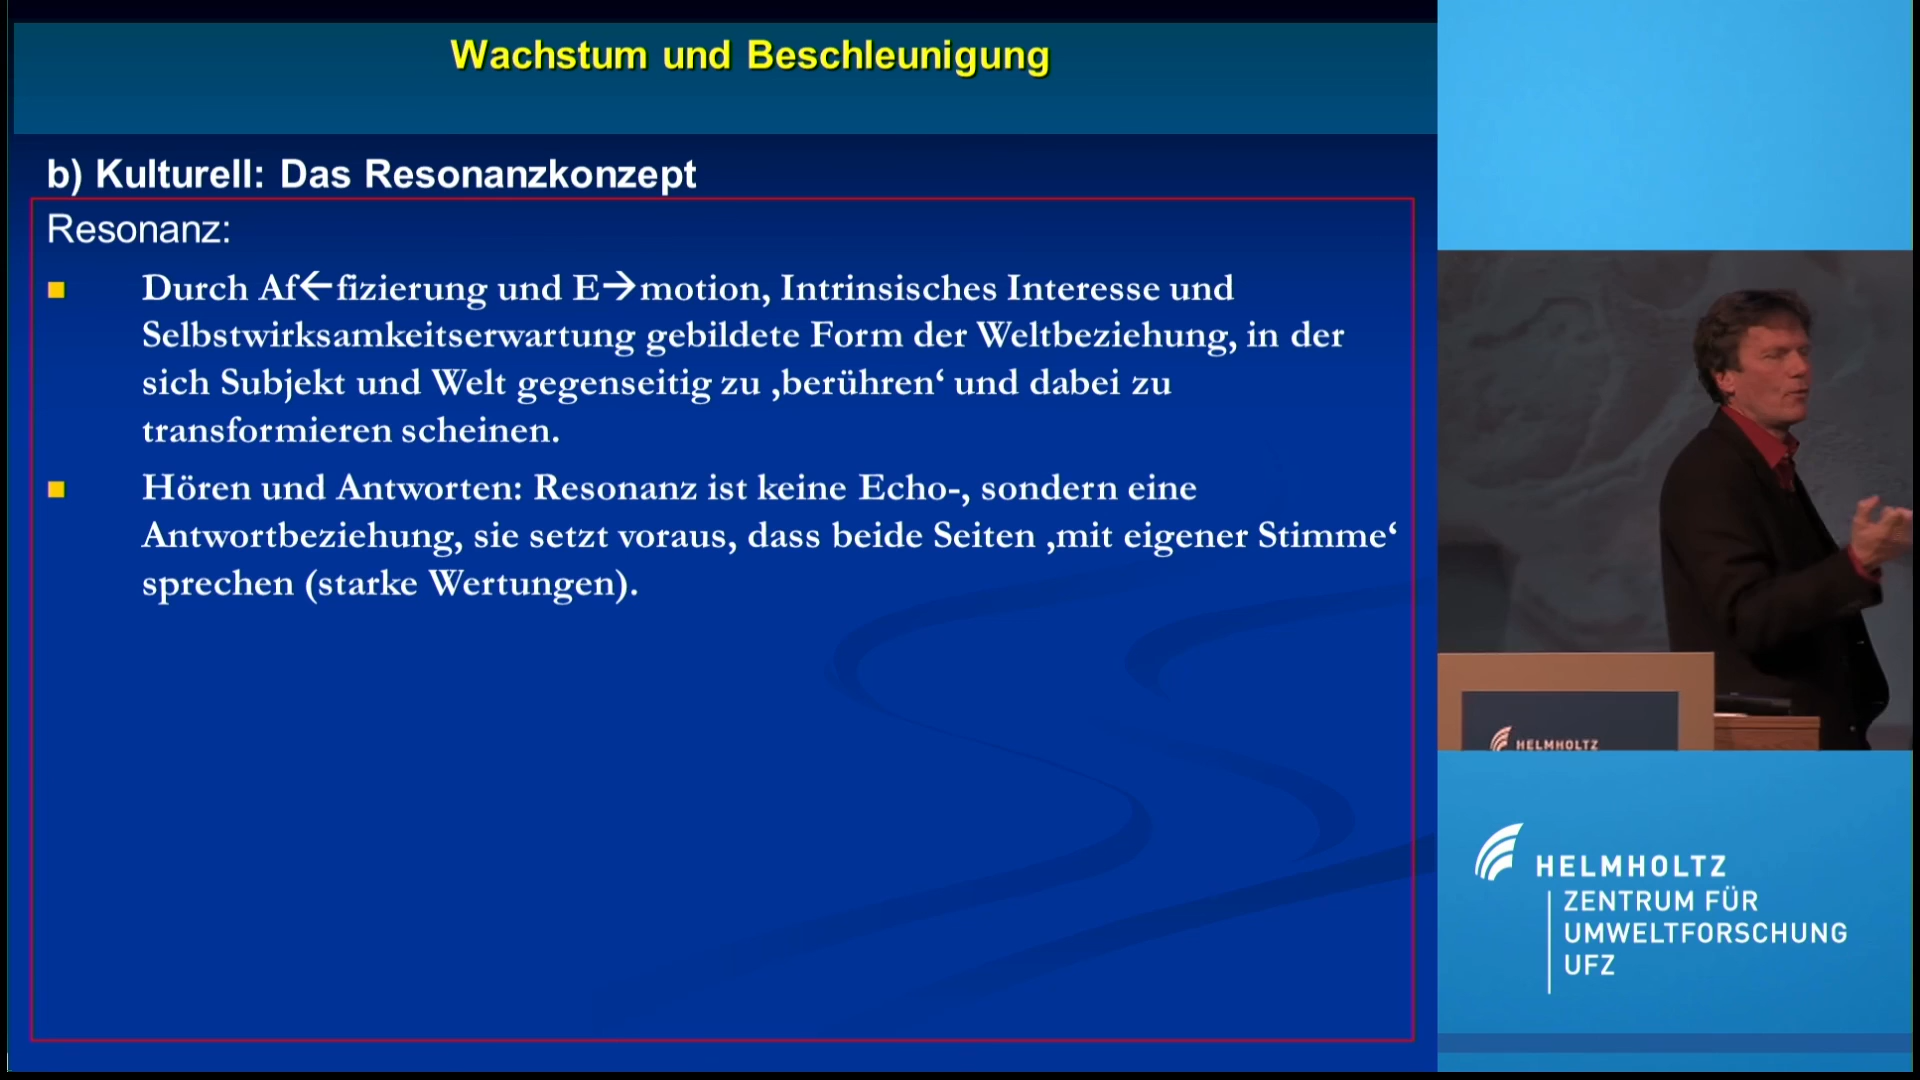 Wachstum und Beschleunigung
b) Kulturell: Das Resonanzkonzept
Resonanz:
Durch Af←fizierung und E→motion, Intrinsisches Interesse und
Selbstwirksamkeitserwartung gebildete Form der Weltbeziehung, in der
sich Subjekt und Welt gegenseitig zu ‚berühren‘ und dabei zu
transformieren scheinen.
Hören und Antworten: Resonanz ist keine Echo-, sondern eine
Antwortbeziehung, sie setzt voraus, dass beide Seiten ‚mit eigener Stimme‘
sprechen (starke Wertungen).
HELMHOLTZ
HELMHOLTZ
ZENTRUM FÜR
UMWELTFORSCHUNG
UFZ